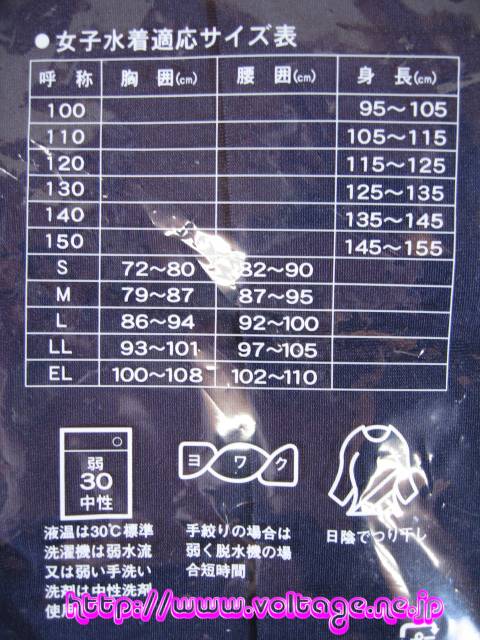 ●女子水着適応サイズ表
呼称 胸囲(cm) 腰囲(cm) 身長(cm)
100 95〜105
110 105〜115
120 115〜125
130 125〜135
140 135〜145
150 145〜155
S 72〜80 82〜90
M 79〜87 87〜95
L 86〜94 92〜100
LL 93〜101 97〜105
EL 100〜108 102〜110
弱
30
中性
ヨワク
液温は30℃標準
洗濯機は弱水流
又は弱い手洗い
洗剤は中性洗剤
使用
手絞りの場合は
弱く脱水機の場
合短時間
日陰でつり干し
http://www.voltage.ne.jp